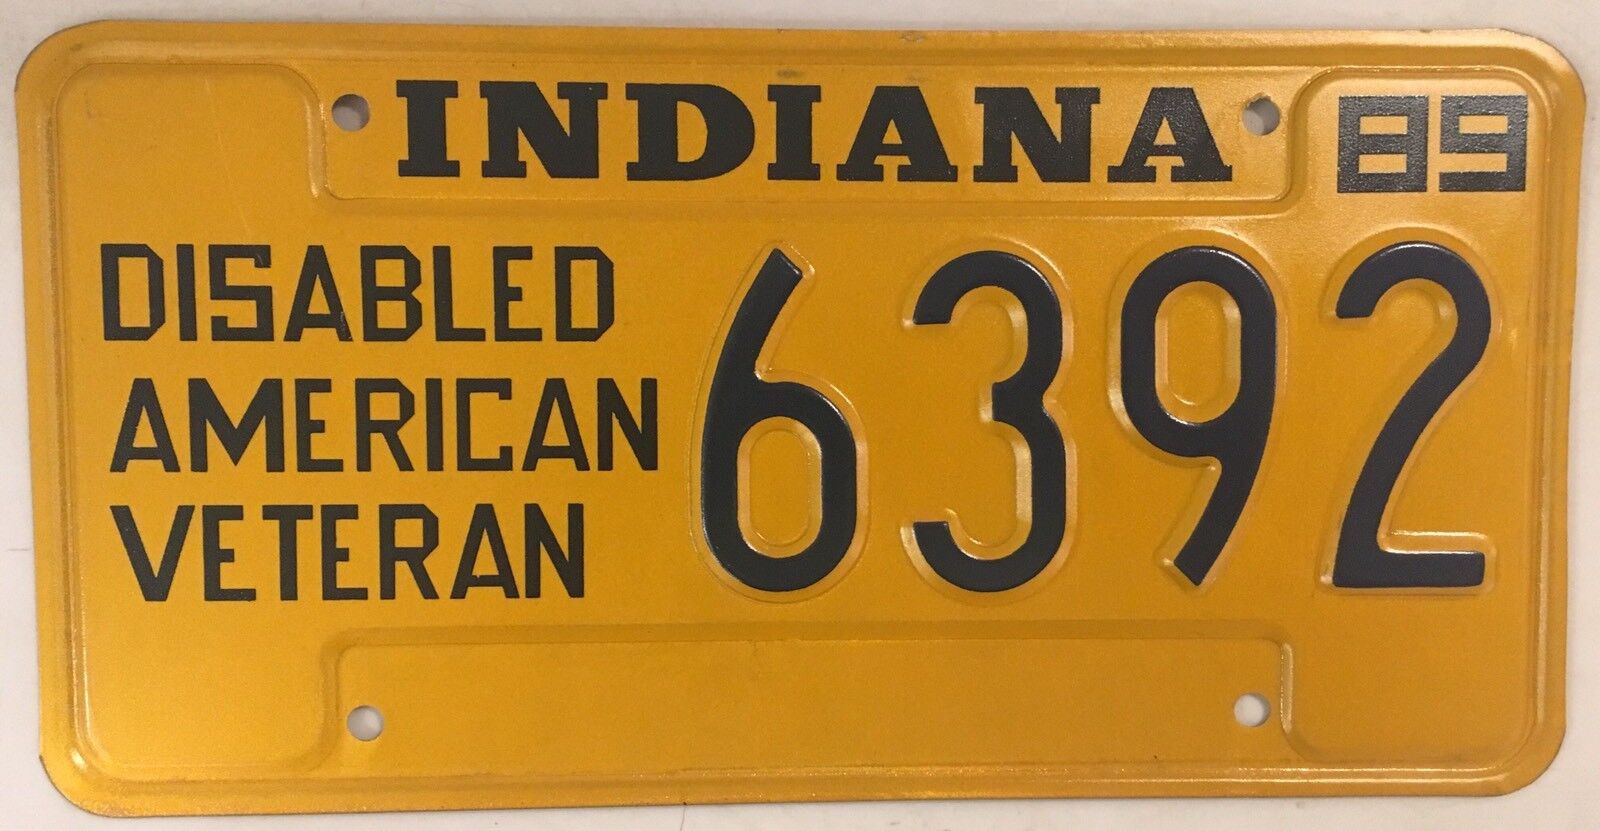 INDIANA 89
DISABLED
AMERICAN
VETERAN
6392